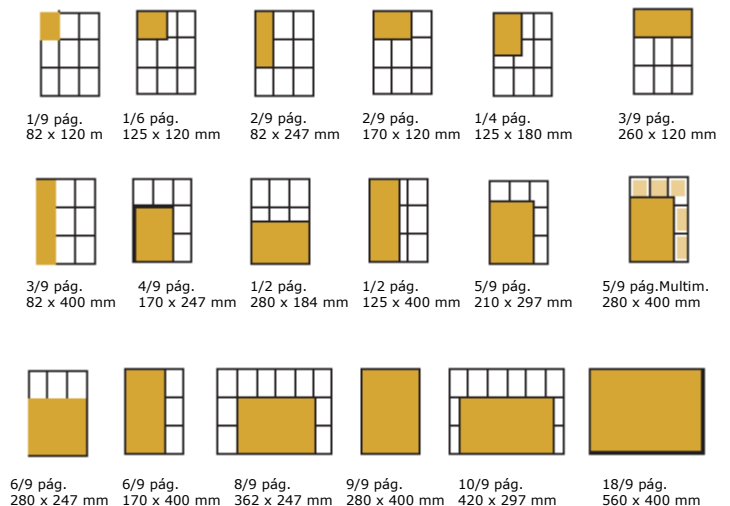 1/9 pág.
82 x 120 m
1/6 pág.
125 x 120 mm
2/9 pág.
82 x 247 mm
2/9 pág.
170 x 120 mm
1/4 pág.
125 x 180 mm
3/9 pág.
260 x 120 mm
3/9 pág.
82 x 400 mm
4/9 pág.
170 x 247 mm
1/2 pág.
280 x 184 mm
1/2 pág.
125 x 400 mm
5/9 pág.
210 x 297 mm
5/9 pág.Multim.
280 x 400 mm
6/9 pág.
280 x 247 mm
6/9 pág.
170 x 400 mm
8/9 pág.
362 x 247 mm
9/9 pág.
280 x 400 mm
10/9 pág.
420 x 297 mm
18/9 pág.
560 x 400 mm